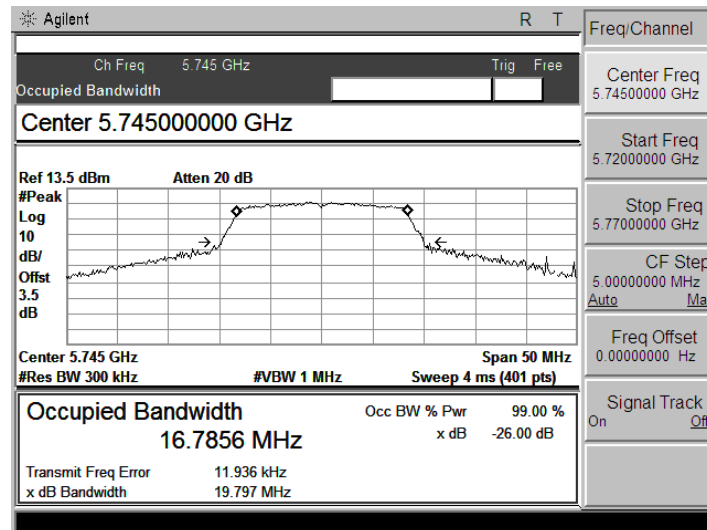 Agilent R T
Ch Freq 5.745 GHz Trig Free
Occupied Bandwidth
Center 5.745000000 GHz
Ref 13.5 dBm Atten 20 dB
#Peak
Log
10
dB/
Offst
3.5
dB
Center 5.745 GHz Span 50 MHz
#Res BW 300 kHz #VBW 1 MHz Sweep 4 ms (401 pts)
Occupied Bandwidth
16.7856 MHz
Occ BW % Pwr 99.00 %
x dB -26.00 dB
Transmit Freq Error 11.936 kHz
x dB Bandwidth 19.797 MHz
Freq/Channel
Center Freq
5.74500000 GHz
Start Freq
5.72000000 GHz
Stop Freq
5.77000000 GHz
CF Step
5.00000000 MHz
Auto Ma
Freq Offset
0.00000000 Hz
Signal Track
On Off